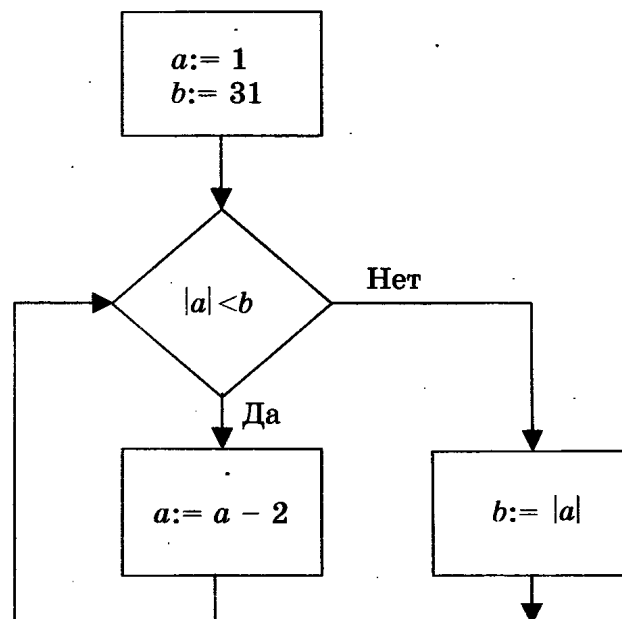 a:= 1
b:= 31
|a| <b
Нет
Да
a:= a − 2
b:= |a|